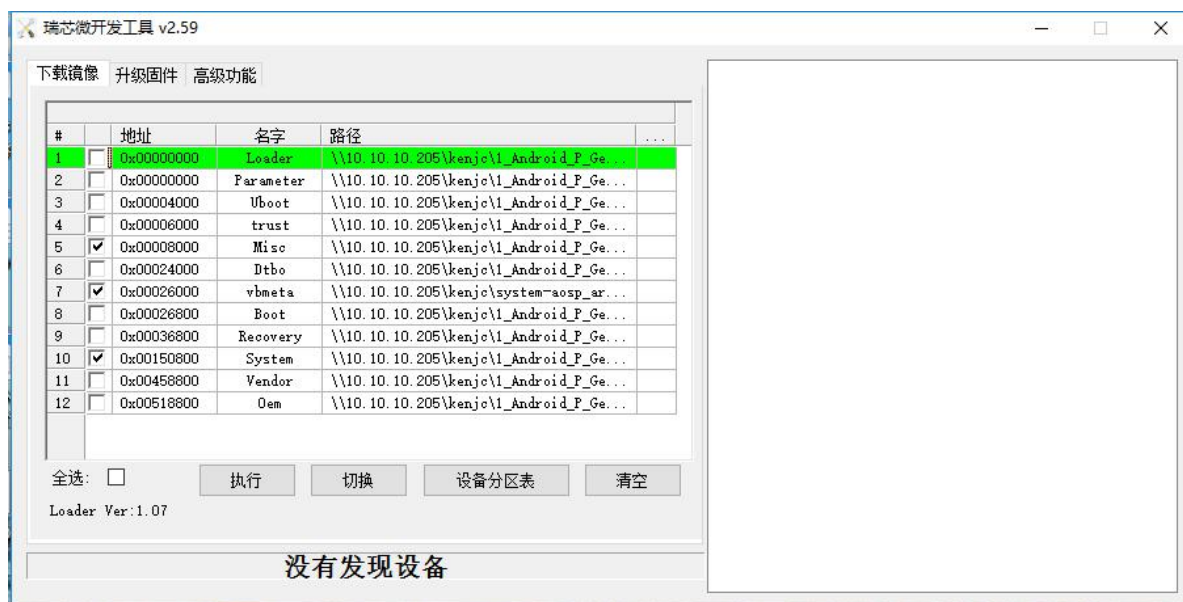 瑞芯微开发工具 v2.59
下载镜像 升级固件 高级功能
# 地址 名字 路径 ...
1 0x00000000 Loader \\10.10.10.205\kenjc\1_Android_P_Ge...
2 0x00000000 Parameter \\10.10.10.205\kenjc\1_Android_P_Ge...
3 0x00004000 Uboot \\10.10.10.205\kenjc\1_Android_P_Ge...
4 0x00006000 trust \\10.10.10.205\kenjc\1_Android_P_Ge...
5 0x00008000 Misc \\10.10.10.205\kenjc\1_Android_P_Ge...
6 0x00024000 Dtbo \\10.10.10.205\kenjc\1_Android_P_Ge...
7 0x00026000 vbmeta \\10.10.10.205\kenjc\system-aosp_ar...
8 0x00026800 Boot \\10.10.10.205\kenjc\1_Android_P_Ge...
9 0x00036800 Recovery \\10.10.10.205\kenjc\1_Android_P_Ge...
10 0x00150800 System \\10.10.10.205\kenjc\1_Android_P_Ge...
11 0x00458800 Vendor \\10.10.10.205\kenjc\1_Android_P_Ge...
12 0x00518800 Oem \\10.10.10.205\kenjc\1_Android_P_Ge...
全选: 执行 切换 设备分区表 清空
Loader Ver:1.07
没有发现设备